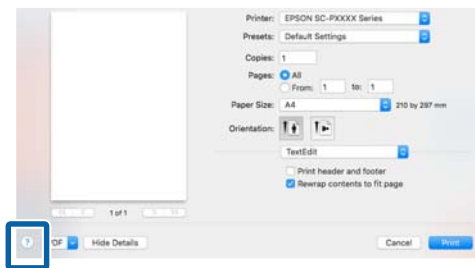 Printer: EPSON SC-PXXXX Series
Presets: Default Settings
Copies: 1
Pages: All
From: 1 to: 1
Paper Size: A4 210 by 297 mm
Orientation:
TextEdit
Print header and footer
Rewrap contents to fit page
1 of 1
? DF Hide Details Cancel Print